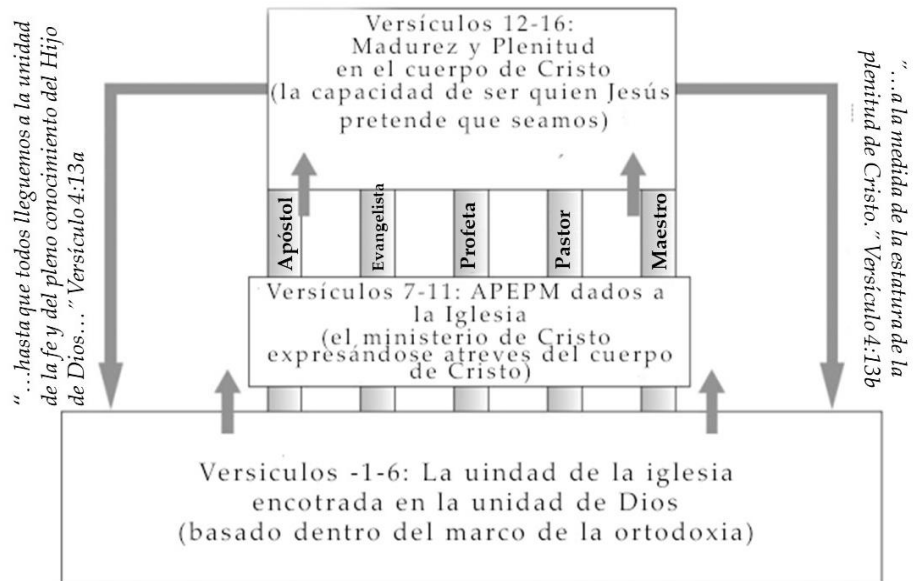 Versículos 12-16:
Madurez y Plenitud
en el cuerpo de Cristo
(la capacidad de ser quien Jesús
pretende que seamos)
“…hasta que todos lleguemos a la unidad
de la fe y del pleno conocimiento del Hijo
de Dios…” Versículo 4:13a
“…a la medida de la estatura de la
plenitud de Cristo.” Versículo 4:13b
Apóstol
Evangelista
Profeta
Pastor
Maestro
Versículos 7-11: APEPM dados a
la Iglesia
(el ministerio de Cristo
expresándose atreves del cuerpo
de Cristo)
Versiculos -1-6: La uindad de la iglesia
encotrada en la unidad de Dios
(basado dentro del marco de la ortodoxia)